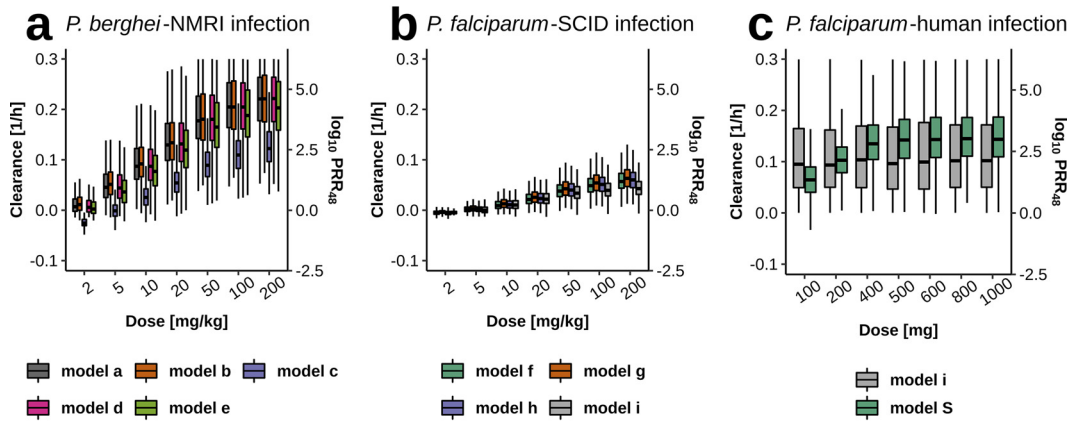 a P. berghei-NMRI infection
Clearance [1/h]
0.3
0.2
0.1
0.0
-0.1
5.0
2.5
0.0
-2.5
log10 PRR48
2 5 10 20 50 100 200
Dose [mg/kg]
model a model b model c
model d model e
b P. falciparum-SCID infection
Clearance [1/h]
0.3
0.2
0.1
0.0
-0.1
5.0
2.5
0.0
-2.5
log10 PRR48
2 5 10 20 50 100 200
Dose [mg/kg]
model f model g
model h model i
c P. falciparum-human infection
Clearance [1/h]
0.3
0.2
0.1
0.0
-0.1
5.0
2.5
0.0
-2.5
log10 PRR48
100 200 400 500 600 800 1000
Dose [mg]
model i
model S